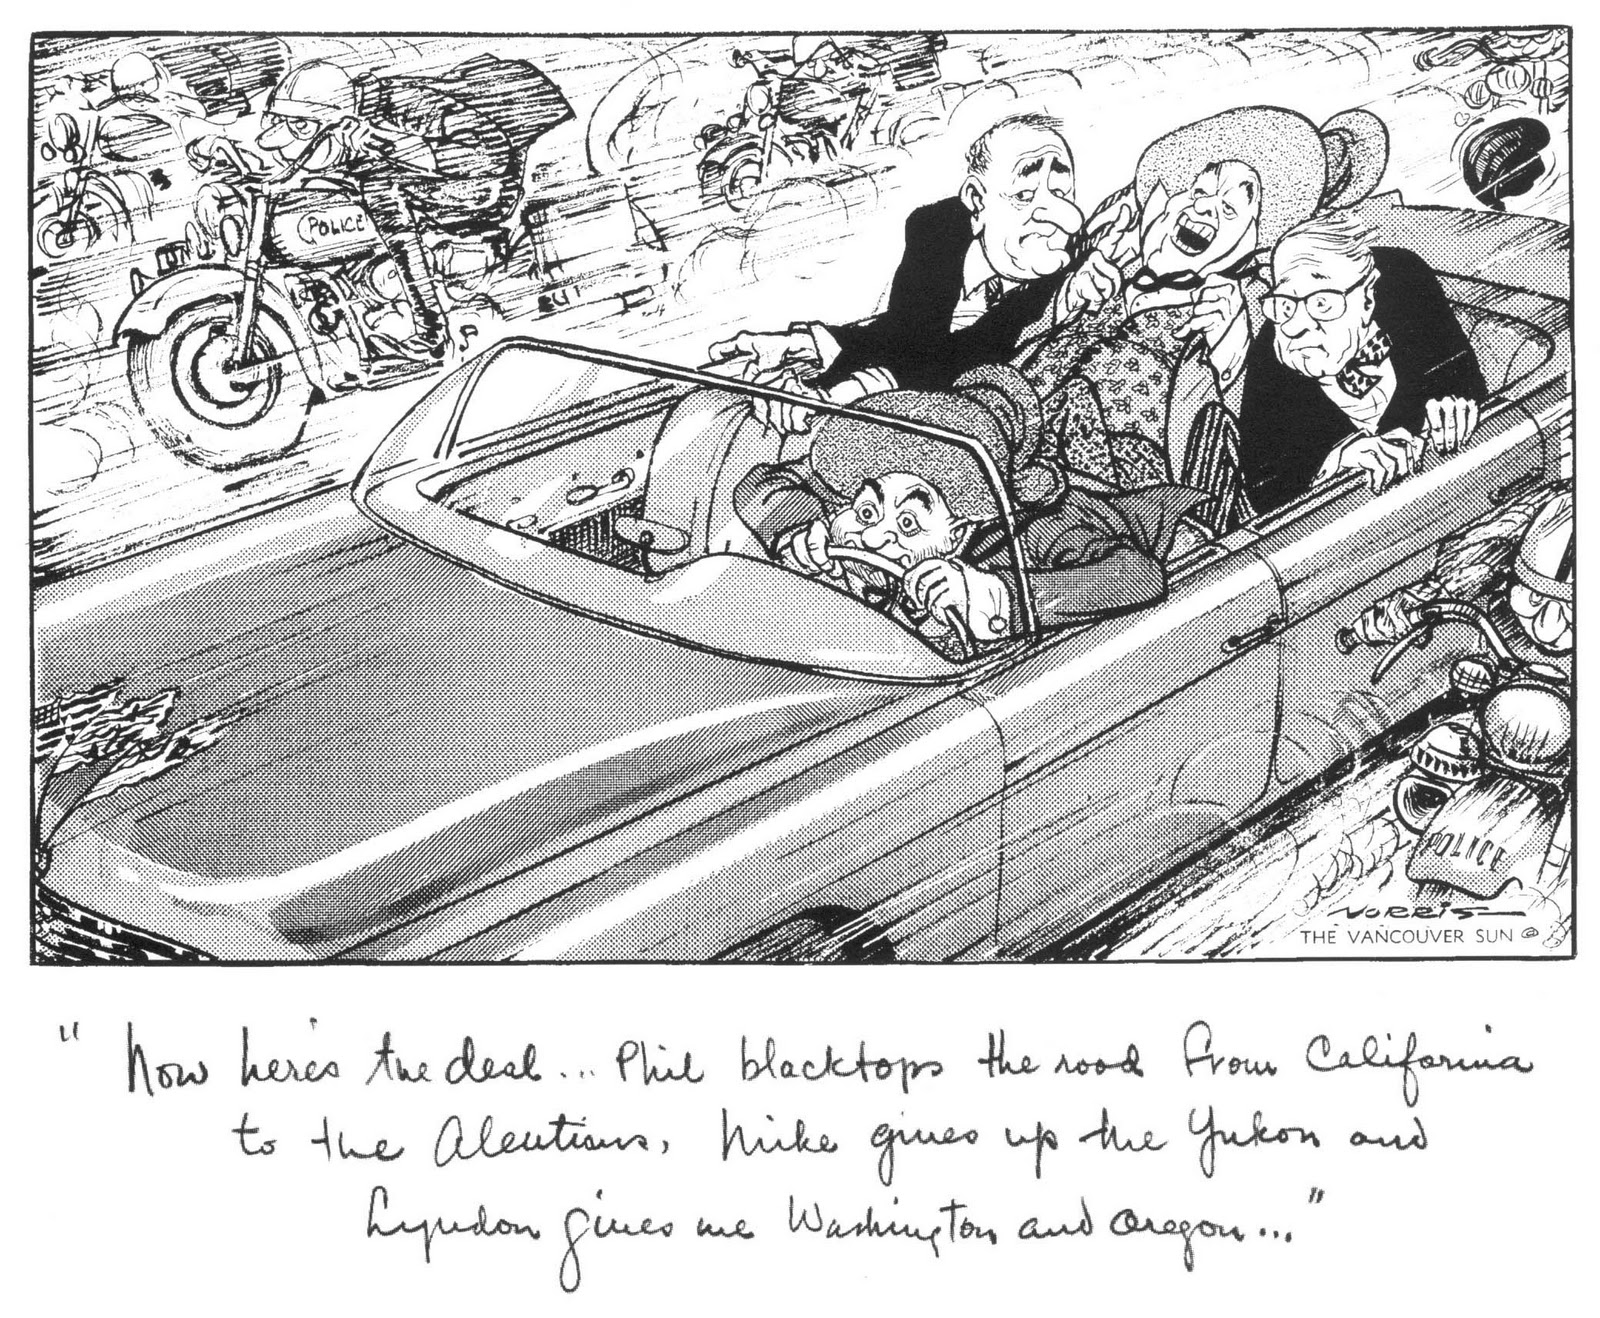 POLICE
POLICE
NORRIS
THE VANCOUVER SUN
"Now here's the deal... Phil blacktops the road from California
to the Aleutians, Mike gives up the Yukon and
Lyndon gives me Washington and Oregon..."